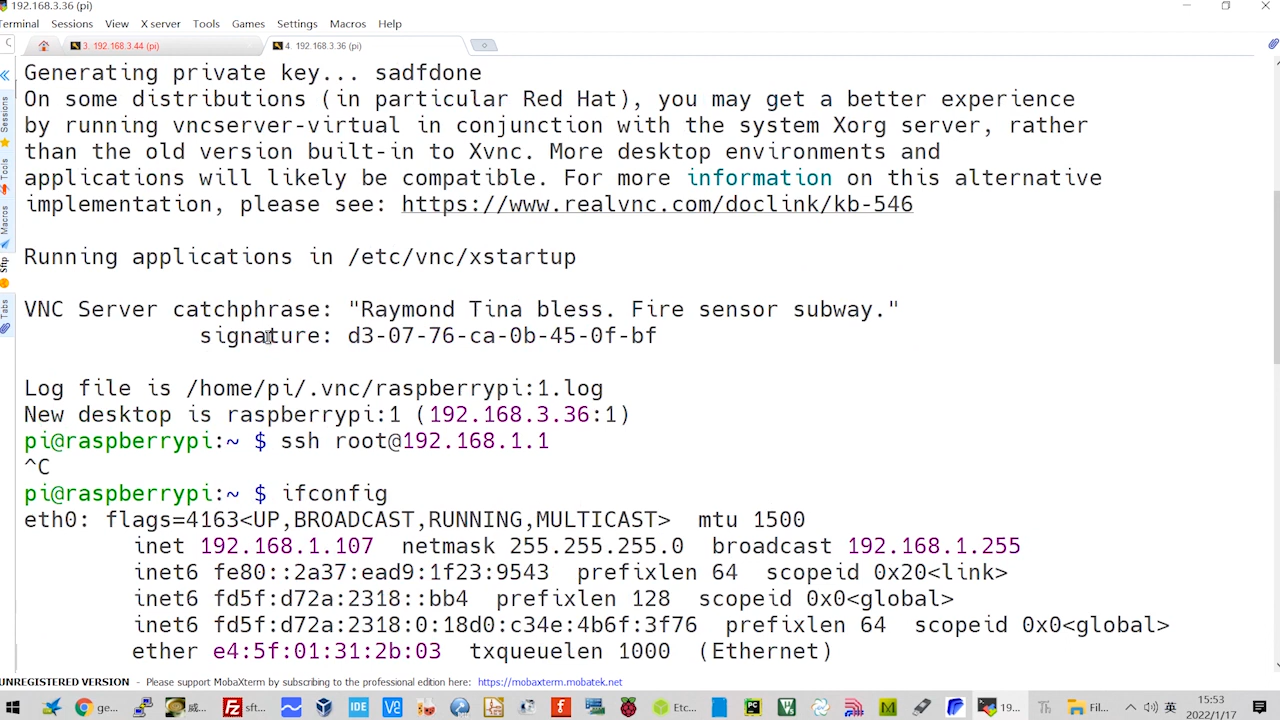 192.168.3.36 (pi)
Terminal Sessions View X server Tools Games Settings Macros Help
3. 192.168.3.44 (pi)
4. 192.168.3.36 (pi)
Sessions
Tools
Macros
Sftp
Tabs
Generating private key... sadfdone
On some distributions (in particular Red Hat), you may get a better experience
by running vncserver-virtual in conjunction with the system Xorg server, rather
than the old version built-in to Xvnc. More desktop environments and
applications will likely be compatible. For more information on this alternative
implementation, please see: https://www.realvnc.com/doclink/kb-546
Running applications in /etc/vnc/xstartup
VNC Server catchphrase: "Raymond Tina bless. Fire sensor subway."
signature: d3-07-76-ca-0b-45-0f-bf
Log file is /home/pi/.vnc/raspberrypi:1.log
New desktop is raspberrypi:1 (192.168.3.36:1)
pi@raspberrypi:~ $ ssh root@192.168.1.1
^C
pi@raspberrypi:~ $ ifconfig
eth0: flags=4163<UP,BROADCAST,RUNNING,MULTICAST> mtu 1500
inet 192.168.1.107 netmask 255.255.255.0 broadcast 192.168.1.255
inet6 fe80::2a37:ead9:1f23:9543 prefixlen 64 scopeid 0x20<link>
inet6 fd5f:d72a:2318::bb4 prefixlen 128 scopeid 0x0<global>
inet6 fd5f:d72a:2318:0:18d0:c34e:4b6f:3f76 prefixlen 64 scopeid 0x0<global>
ether e4:5f:01:31:2b:03 txqueuelen 1000 (Ethernet)
UNREGISTERED VERSION - Please support MobaXterm by subscribing to the professional edition here: https://mobaxterm.mobatek.net
ge... sft... IDE Etc... 19... Fil... 英 15:53
2022/1/17